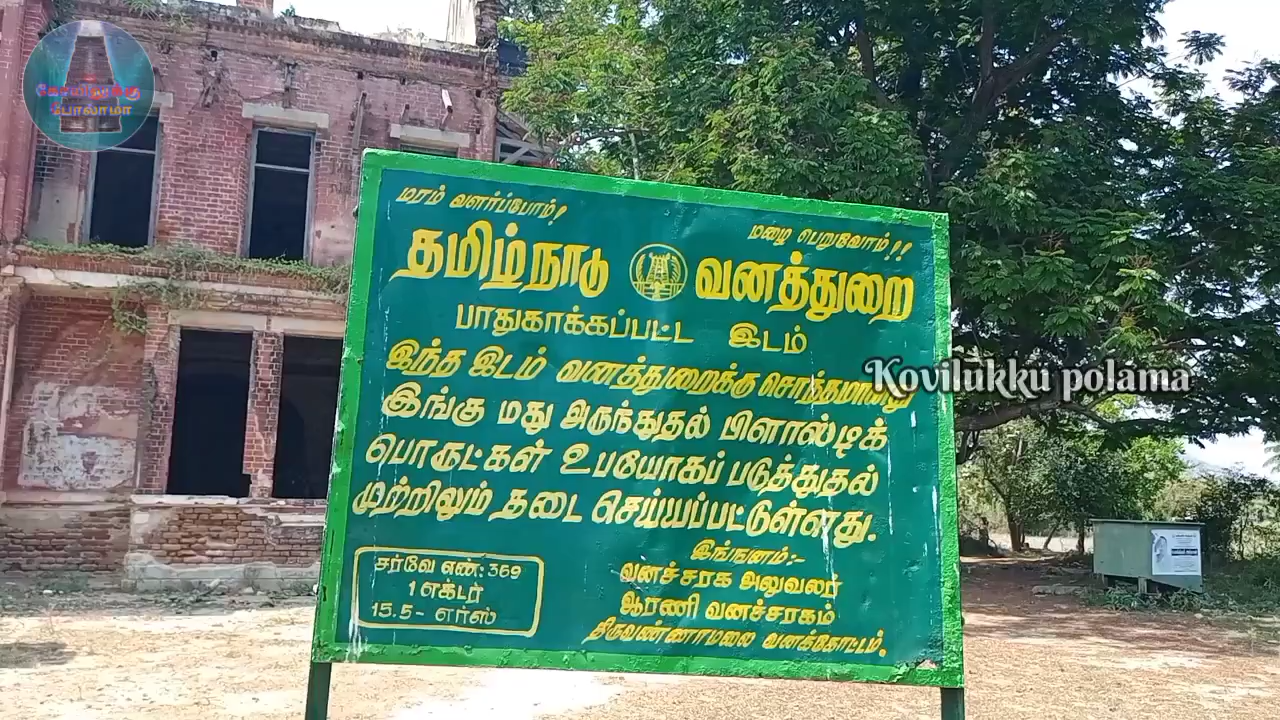 கோவிலுக்கு
போலாமா
மரம் வளர்ப்போம்! மழை பெறுவோம்!!
தமிழ்நாடு வனத்துறை
பாதுகாக்கப்பட்ட இடம்
இந்த இடம் வனத்துறைக்கு சொந்தமானது
Kovilukku polama
இங்கு மது அருந்துதல் பிளாஸ்டிக்
பொருட்கள் உபயோகப் படுத்துதல்
முற்றிலும் தடை செய்யப்பட்டுள்ளது.
இங்ஙனம்:-
சர்வே எண்: 369
1 எக்டர்
15.5- எர்ஸ்
வனச்சரக அலுவலர்
ஆரணி வனச்சரகம்
திருவண்ணாமலை வனக்கோட்டம்.